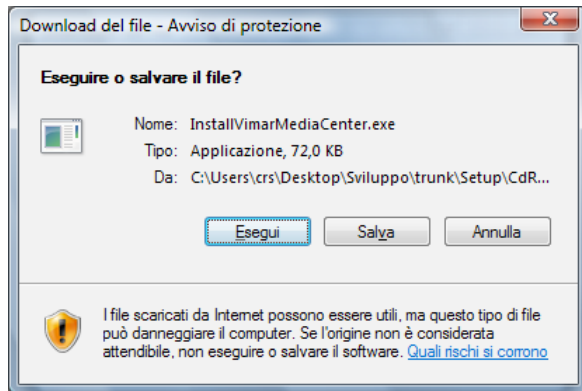 Download del file - Avviso di protezione
Eseguire o salvare il file?
Nome: InstallVimarMediaCenter.exe
Tipo: Applicazione, 72,0 KB
Da: C:\Users\crs\Desktop\Sviluppo\trunk\Setup\CdR...
Esegui Salva Annulla
I file scaricati da Internet possono essere utili, ma questo tipo di file
può danneggiare il computer. Se l'origine non è considerata
attendibile, non eseguire o salvare il software. Quali rischi si corrono